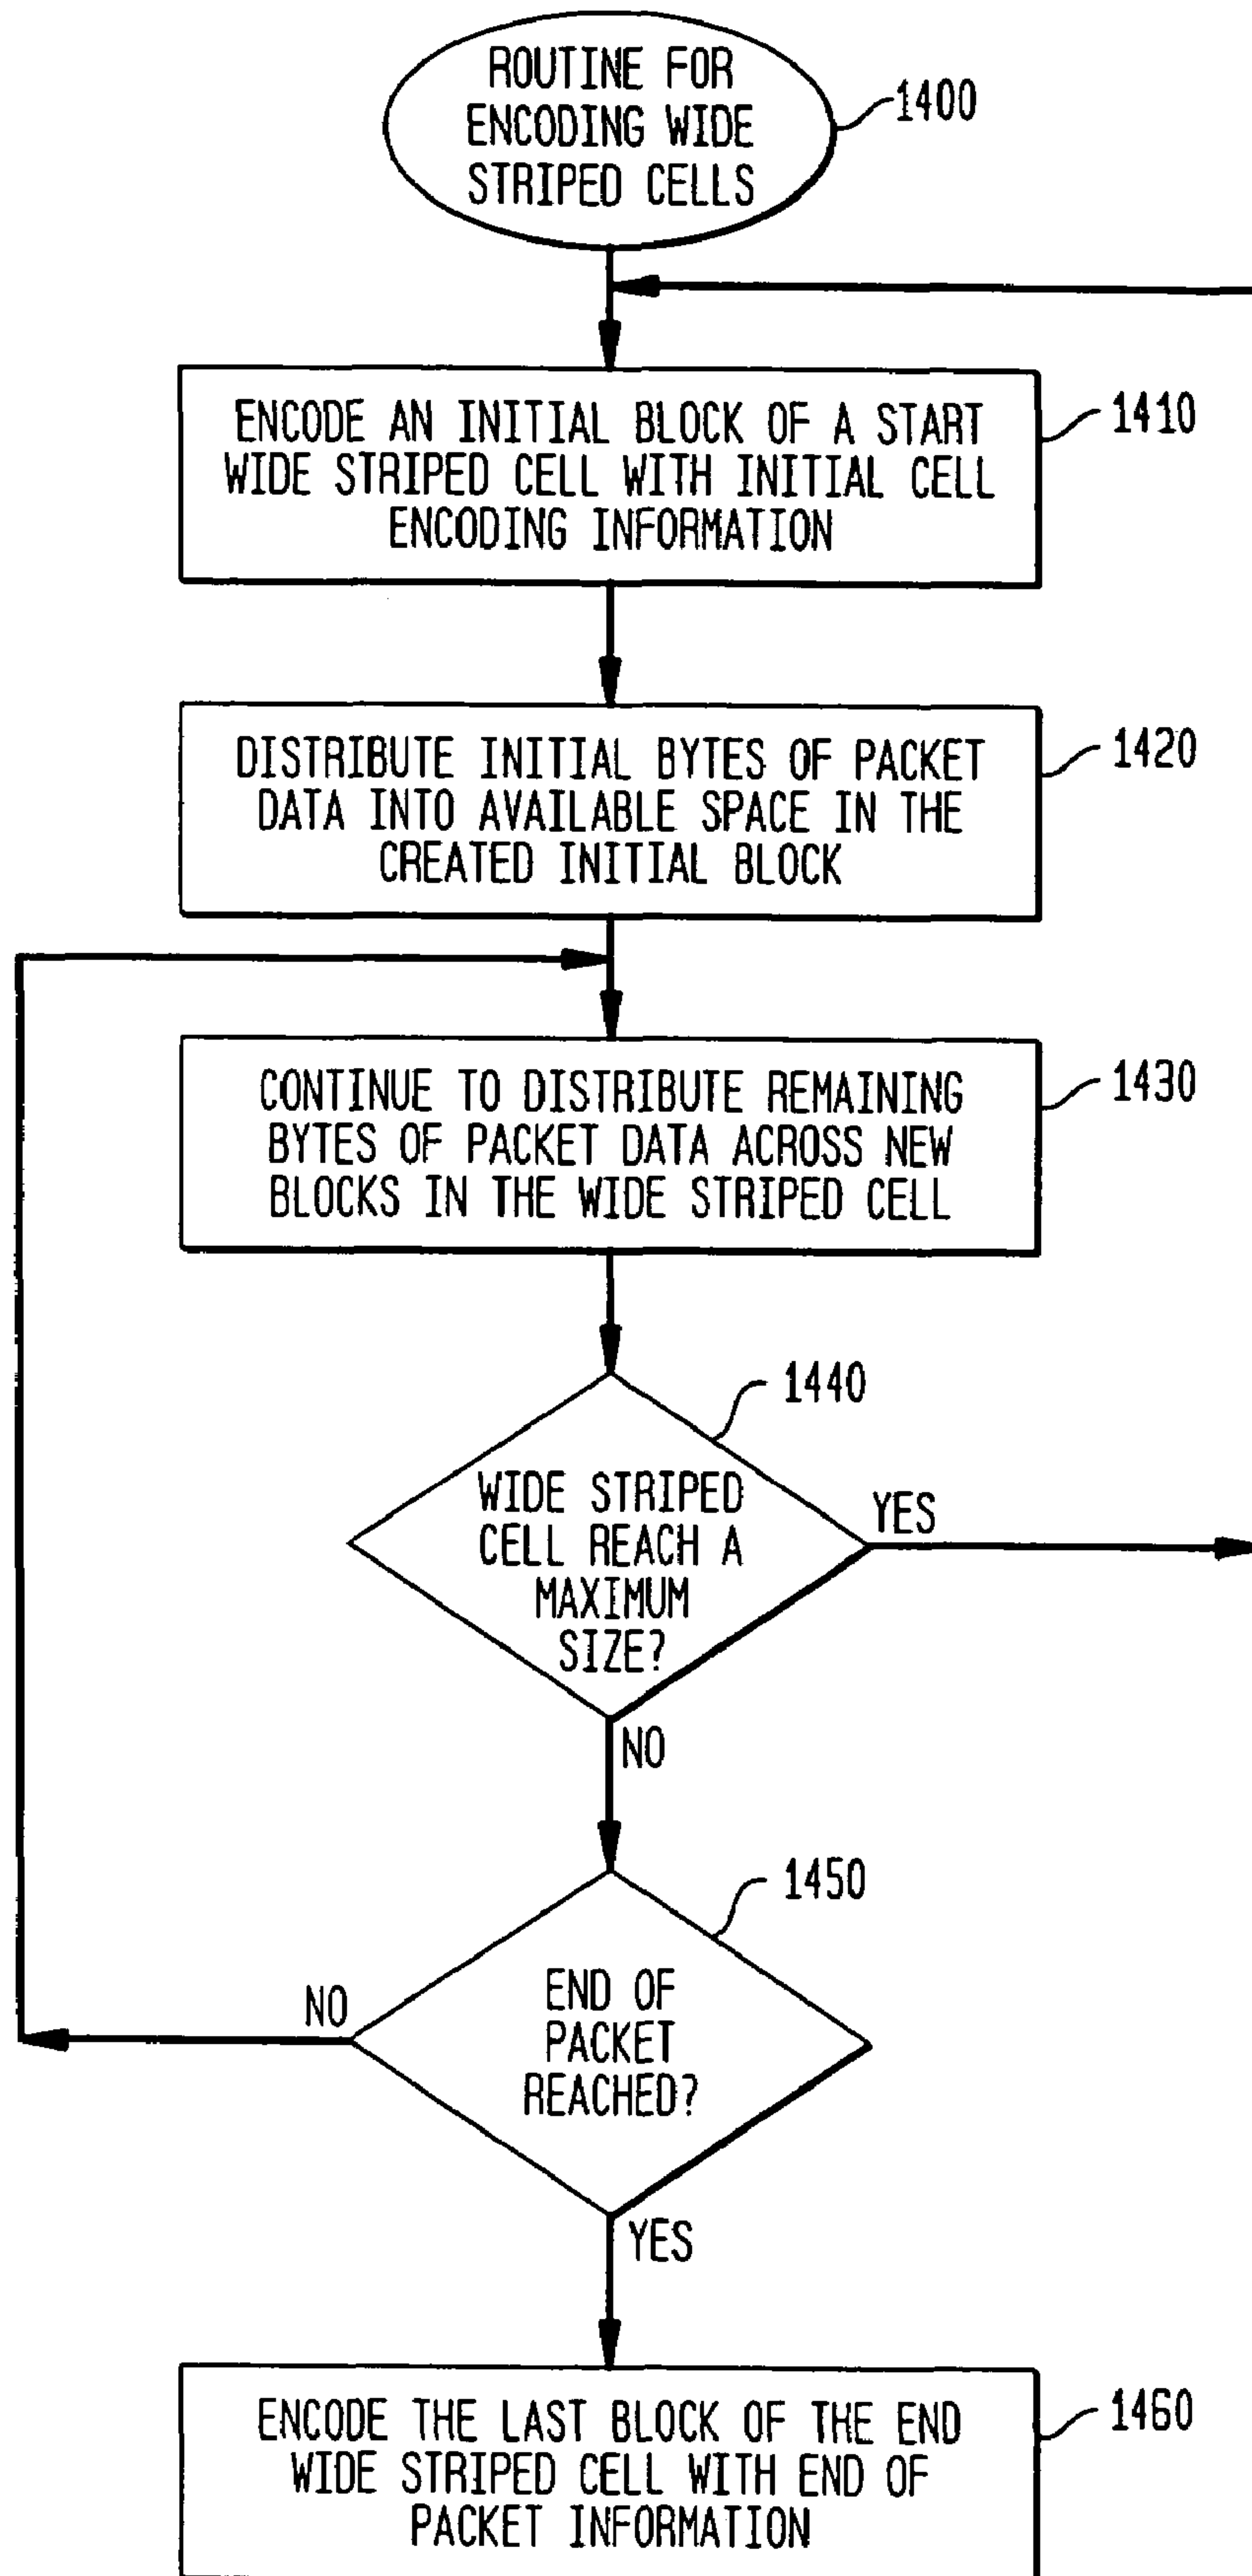 ROUTINE FOR
ENCODING WIDE
STRIPED CELLS
1400
ENCODE AN INITIAL BLOCK OF A START
WIDE STRIPED CELL WITH INITIAL CELL
ENCODING INFORMATION
1410
DISTRIBUTE INITIAL BYTES OF PACKET
DATA INTO AVAILABLE SPACE IN THE
CREATED INITIAL BLOCK
1420
CONTINUE TO DISTRIBUTE REMAINING
BYTES OF PACKET DATA ACROSS NEW
BLOCKS IN THE WIDE STRIPED CELL
1430
1440
WIDE STRIPED
CELL REACH A
MAXIMUM
SIZE?
YES
NO
1450
END OF
PACKET
REACHED?
NO
YES
ENCODE THE LAST BLOCK OF THE END
WIDE STRIPED CELL WITH END OF
PACKET INFORMATION
1460